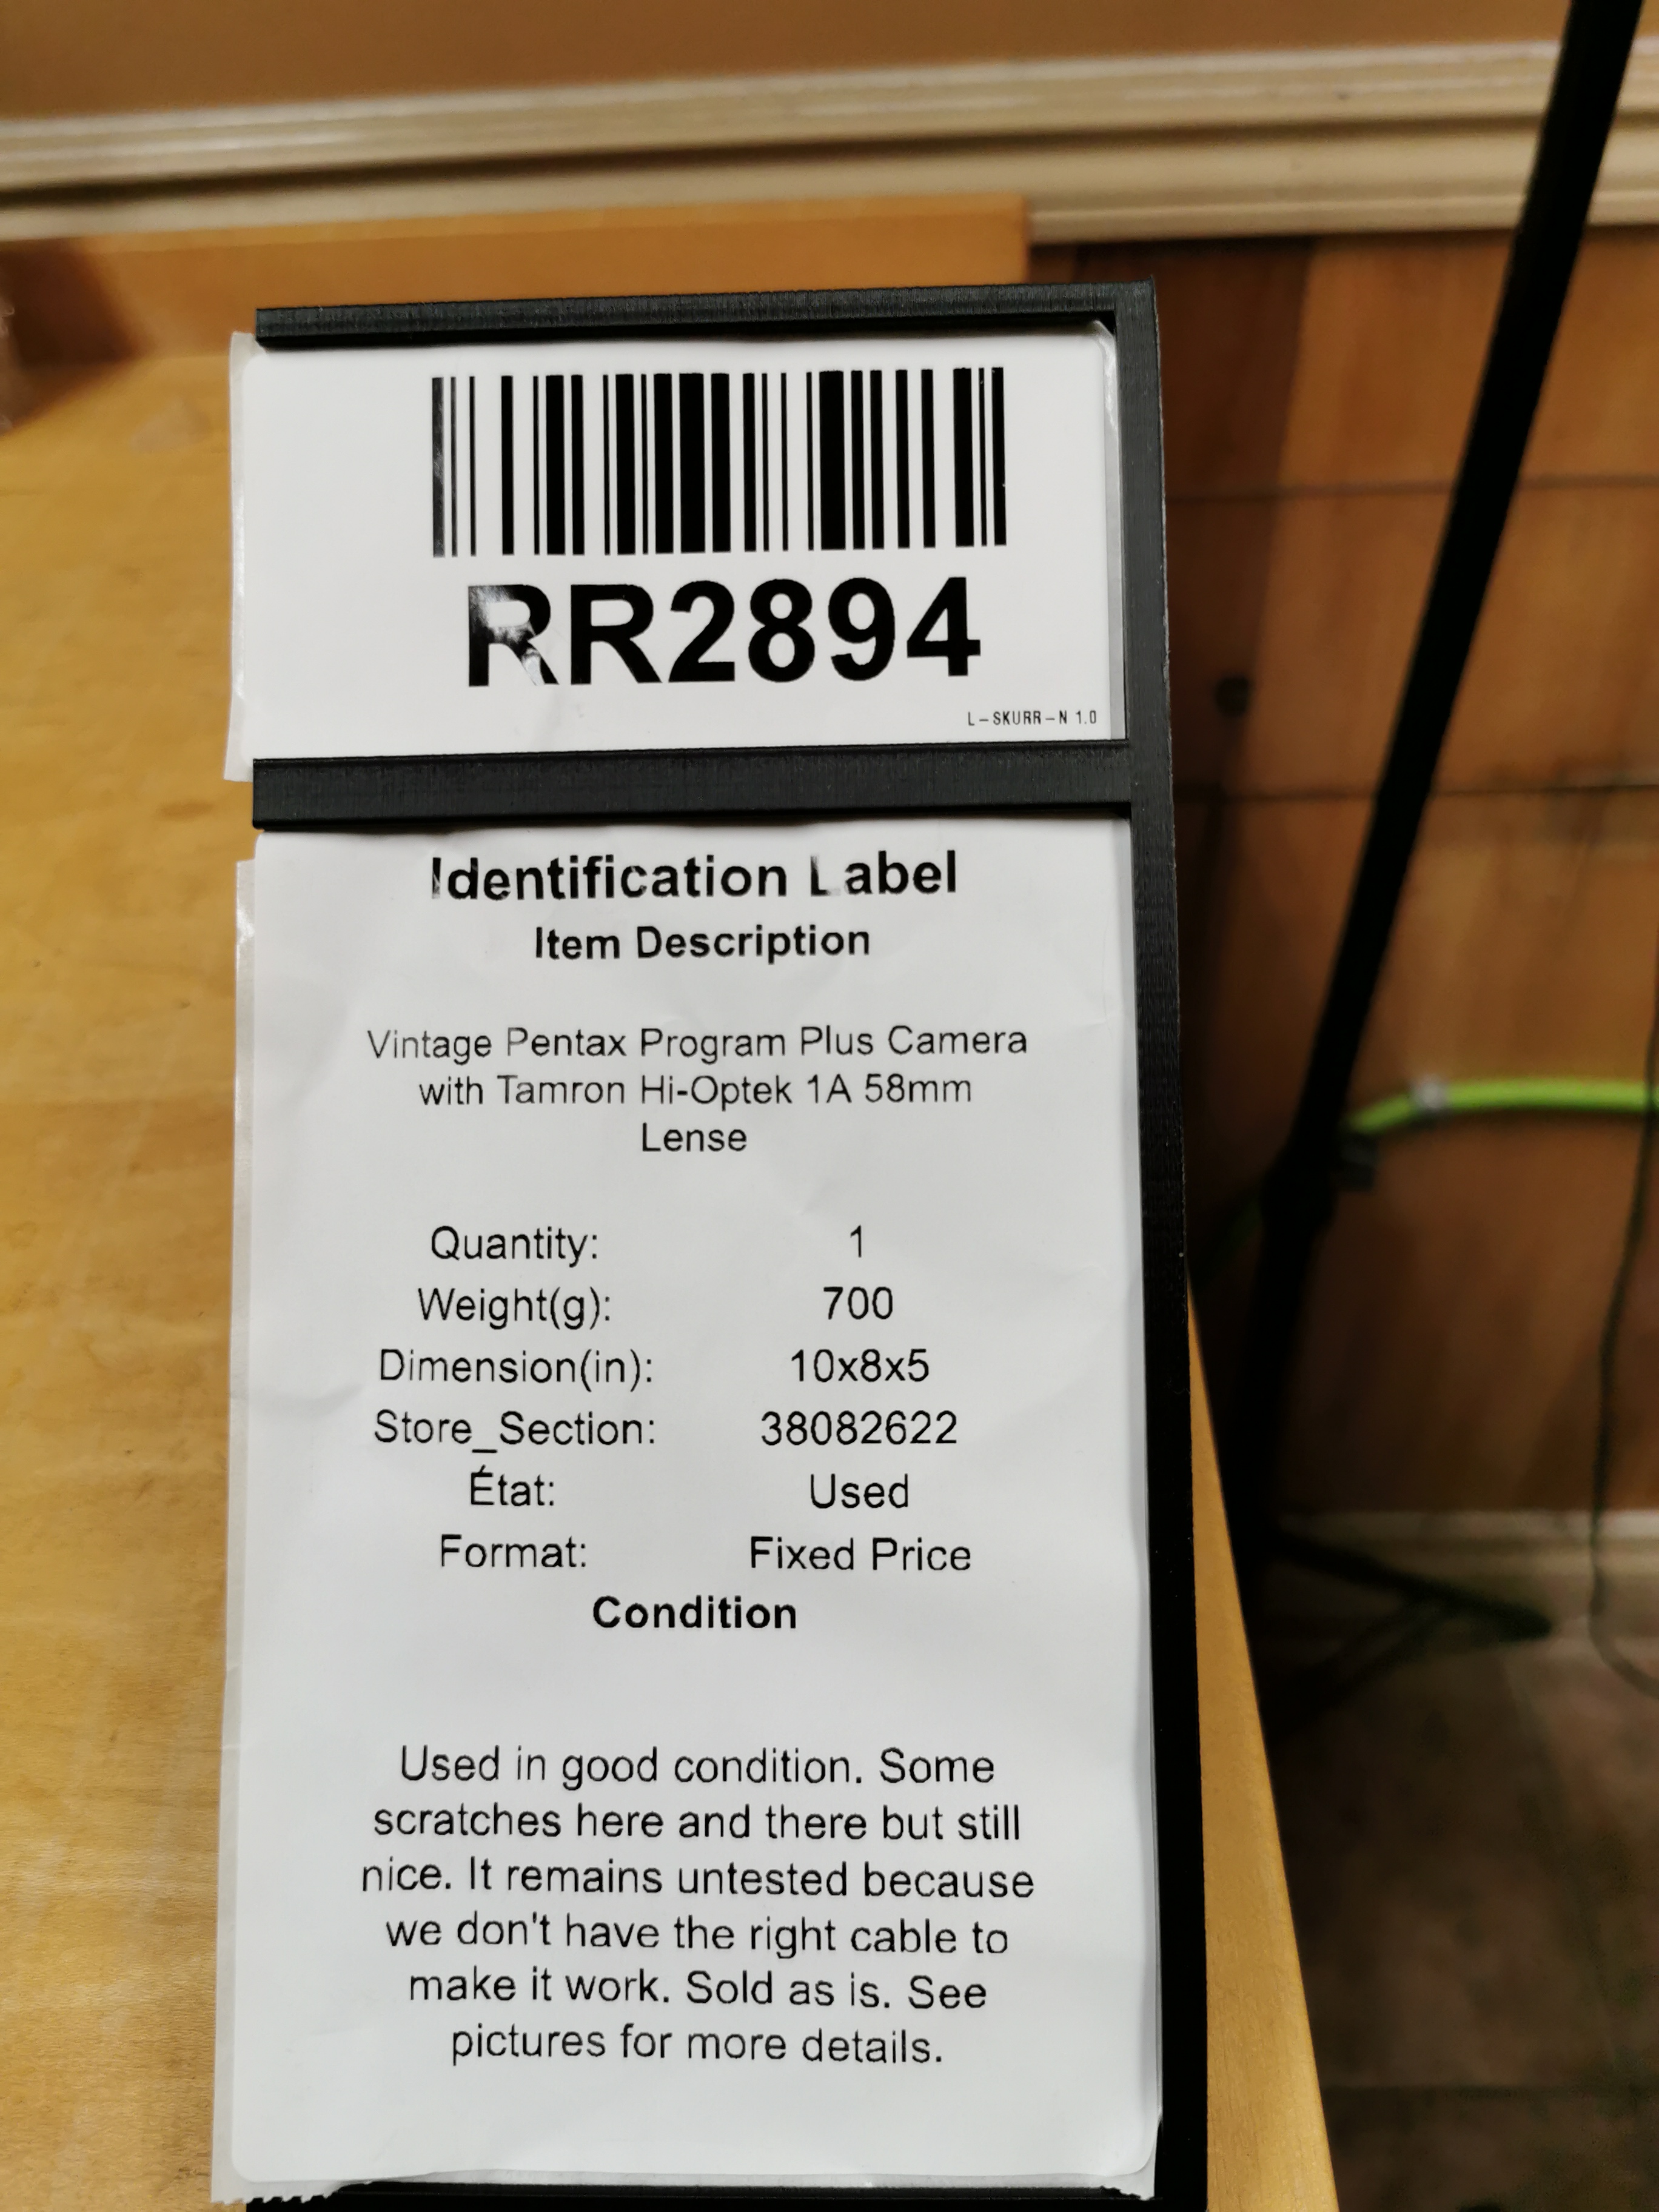 RR2894
L-SKURR-N 1.0
Identification Label
Item Description
Vintage Pentax Program Plus Camera
with Tamron Hi-Optek 1A 58mm
Lense
Quantity: 1
Weight(g): 700
Dimension(in): 10x8x5
Store_Section: 38082622
État: Used
Format: Fixed Price
Condition
Used in good condition. Some
scratches here and there but still
nice. It remains untested because
we don't have the right cable to
make it work. Sold as is. See
pictures for more details.